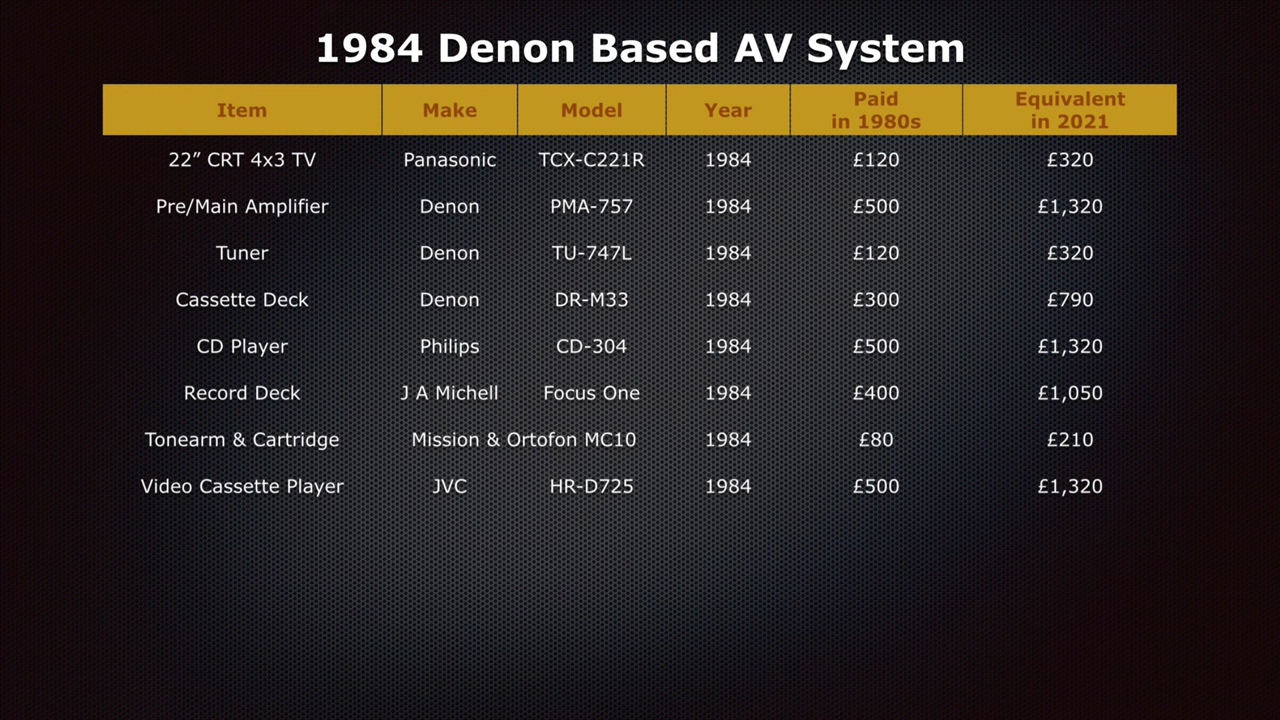 1984 Denon Based AV System
Item Make Model Year Paid in 1980s Equivalent in 2021
22” CRT 4x3 TV Panasonic TCX-C221R 1984 £120 £320
Pre/Main Amplifier Denon PMA-757 1984 £500 £1,320
Tuner Denon TU-747L 1984 £120 £320
Cassette Deck Denon DR-M33 1984 £300 £790
CD Player Philips CD-304 1984 £500 £1,320
Record Deck J A Michell Focus One 1984 £400 £1,050
Tonearm & Cartridge Mission & Ortofon MC10 1984 £80 £210
Video Cassette Player JVC HR-D725 1984 £500 £1,320